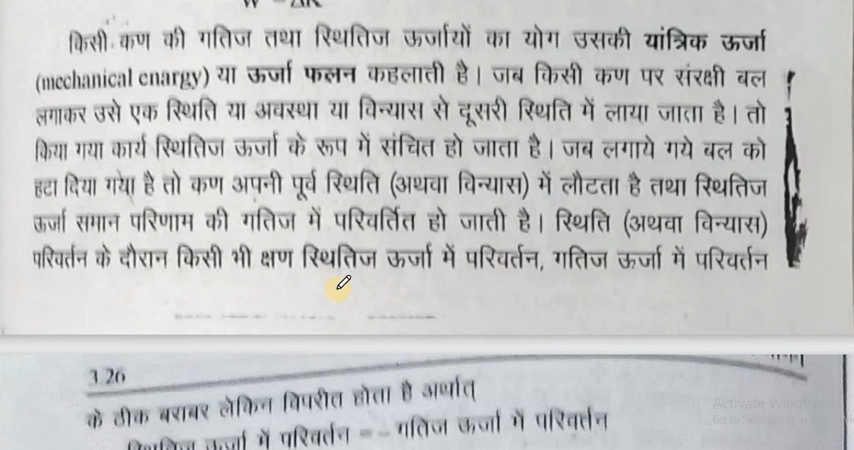 W = ΔK
किसी कण की गतिज तथा स्थितिज ऊर्जायों का योग उसकी यांत्रिक ऊर्जा
(mechanical enargy) या ऊर्जा फलन कहलाती है। जब किसी कण पर संरक्षी बल
लगाकर उसे एक स्थिति या अवस्था या विन्यास से दूसरी स्थिति में लाया जाता है। तो
किया गया कार्य स्थितिज ऊर्जा के रूप में संचित हो जाता है। जब लगाये गये बल को
हटा दिया गया है तो कण अपनी पूर्व स्थिति (अथवा विन्यास) में लौटता है तथा स्थितिज
ऊर्जा समान परिणाम की गतिज में परिवर्तित हो जाती है। स्थिति (अथवा विन्यास)
परिवर्तन के दौरान किसी भी क्षण स्थितिज ऊर्जा में परिवर्तन, गतिज ऊर्जा में परिवर्तन
3.26
के ठीक बराबर लेकिन विपरीत होता है अर्थात्
स्थितिज ऊर्जा में परिवर्तन = – गतिज ऊर्जा में परिवर्तन
Activate Windows